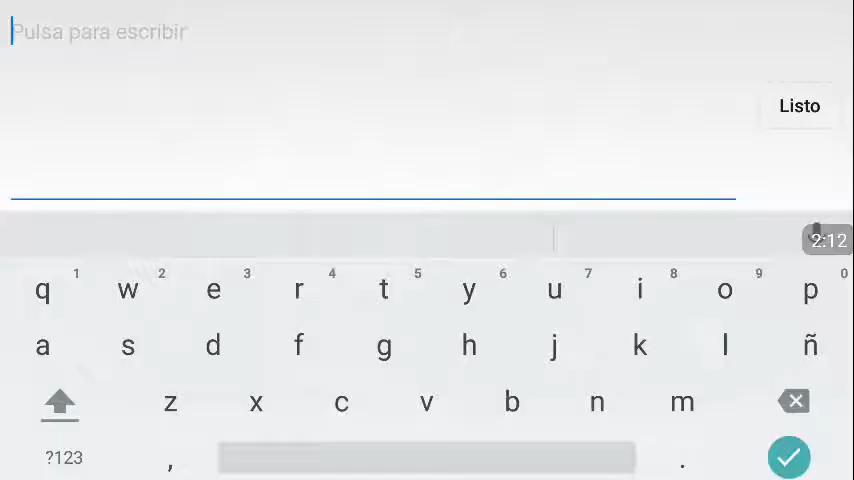 Pulsa para escribir
Listo
2:12
1 2 3 4 5 6 7 8 9 0
q w e r t y u i o p
a s d f g h j k l ñ
z x c v b n m
?123 , .